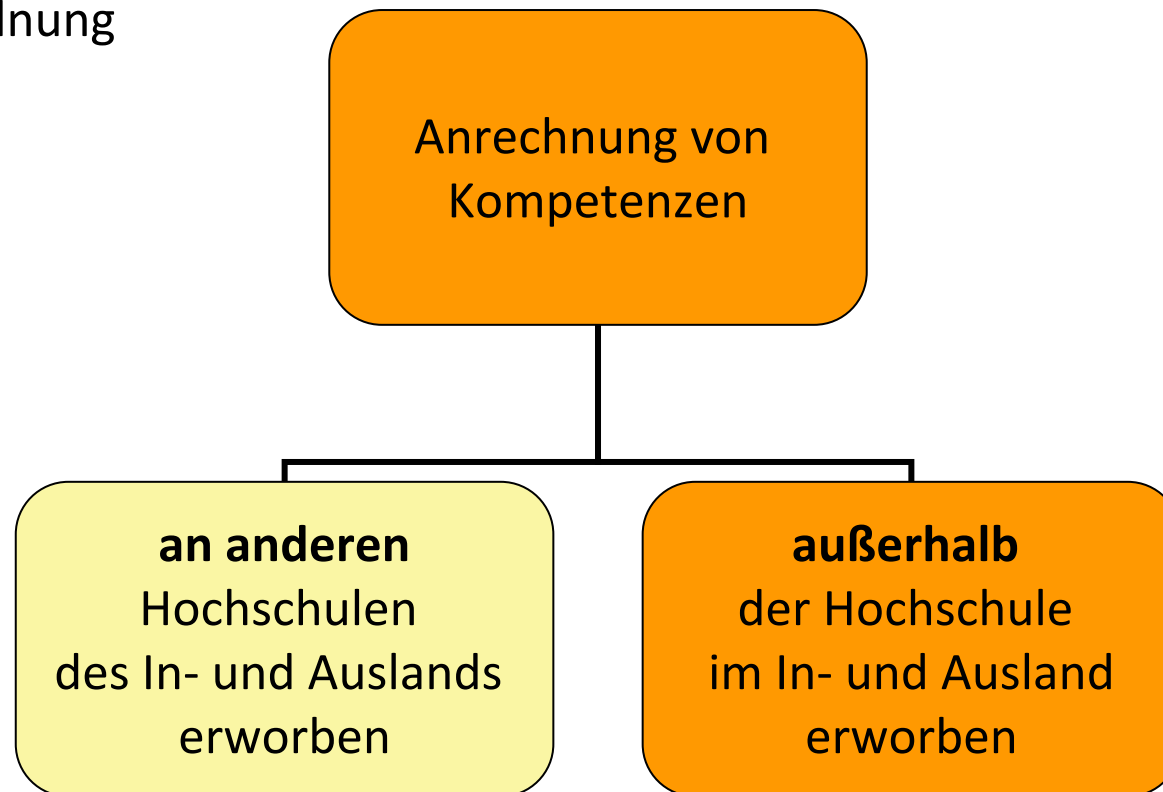 dnung
Anrechnung von
Kompetenzen
an anderen
Hochschulen
des In- und Auslands
erworben
außerhalb
der Hochschule
im In- und Ausland
erworben